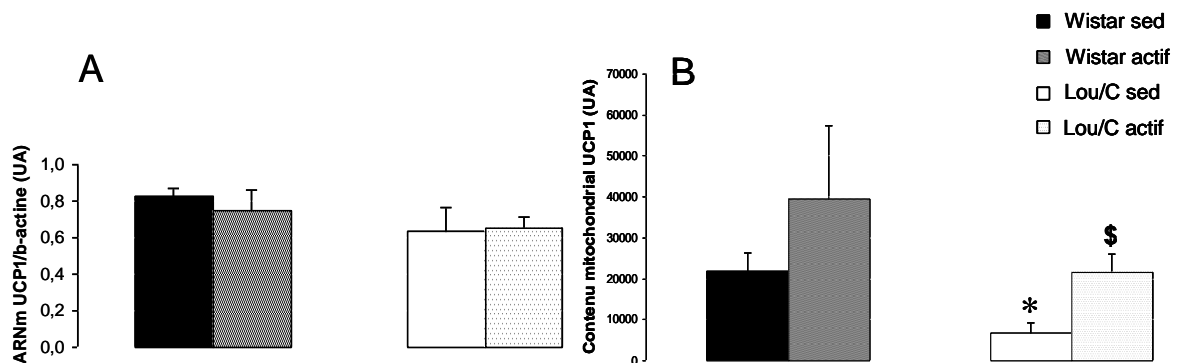 Wistar sed
Wistar actif
Lou/C sed
Lou/C actif
A
ARNm UCP1/b-actine (UA)
1,0
0,8
0,6
0,4
0,2
0,0
B
Contenu mitochondrial UCP1 (UA)
70000
60000
50000
40000
30000
20000
10000
0
*
$